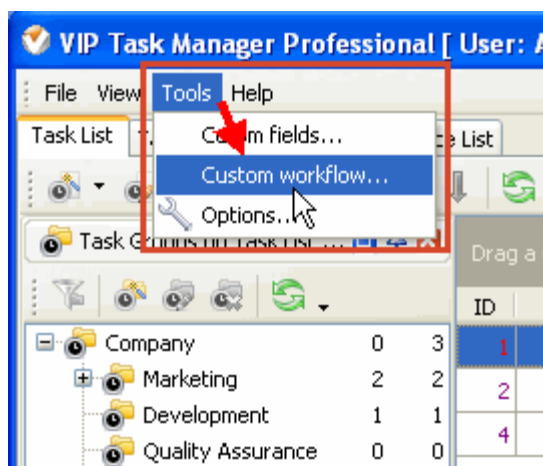 VIP Task Manager Professional [ User: A
File View Tools Help
Task List Custom fields... List
Custom workflow...
Options...
Task Groups on Task List ...
Drag a
ID
Company 0 3 1
Marketing 2 2 2
Development 1 1
Quality Assurance 0 0 4